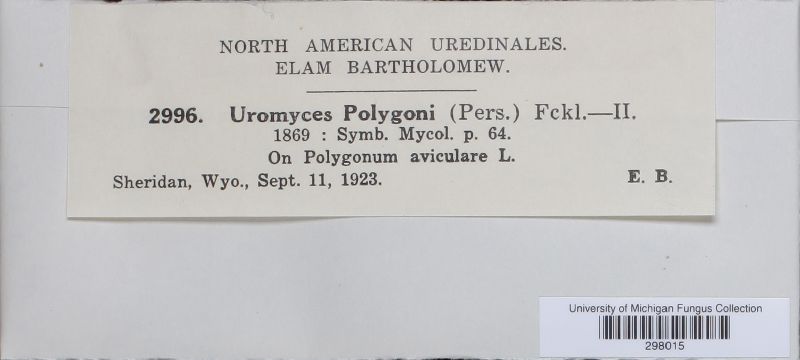 NORTH AMERICAN UREDINALES.
ELAM BARTHOLOMEW.
2996. Uromyces Polygoni (Pers.) Fckl.—II.
1869 : Symb. Mycol. p. 64.
On Polygonum aviculare L.
Sheridan, Wyo., Sept. 11, 1923. E. B.
University of Michigan Fungus Collection
298015